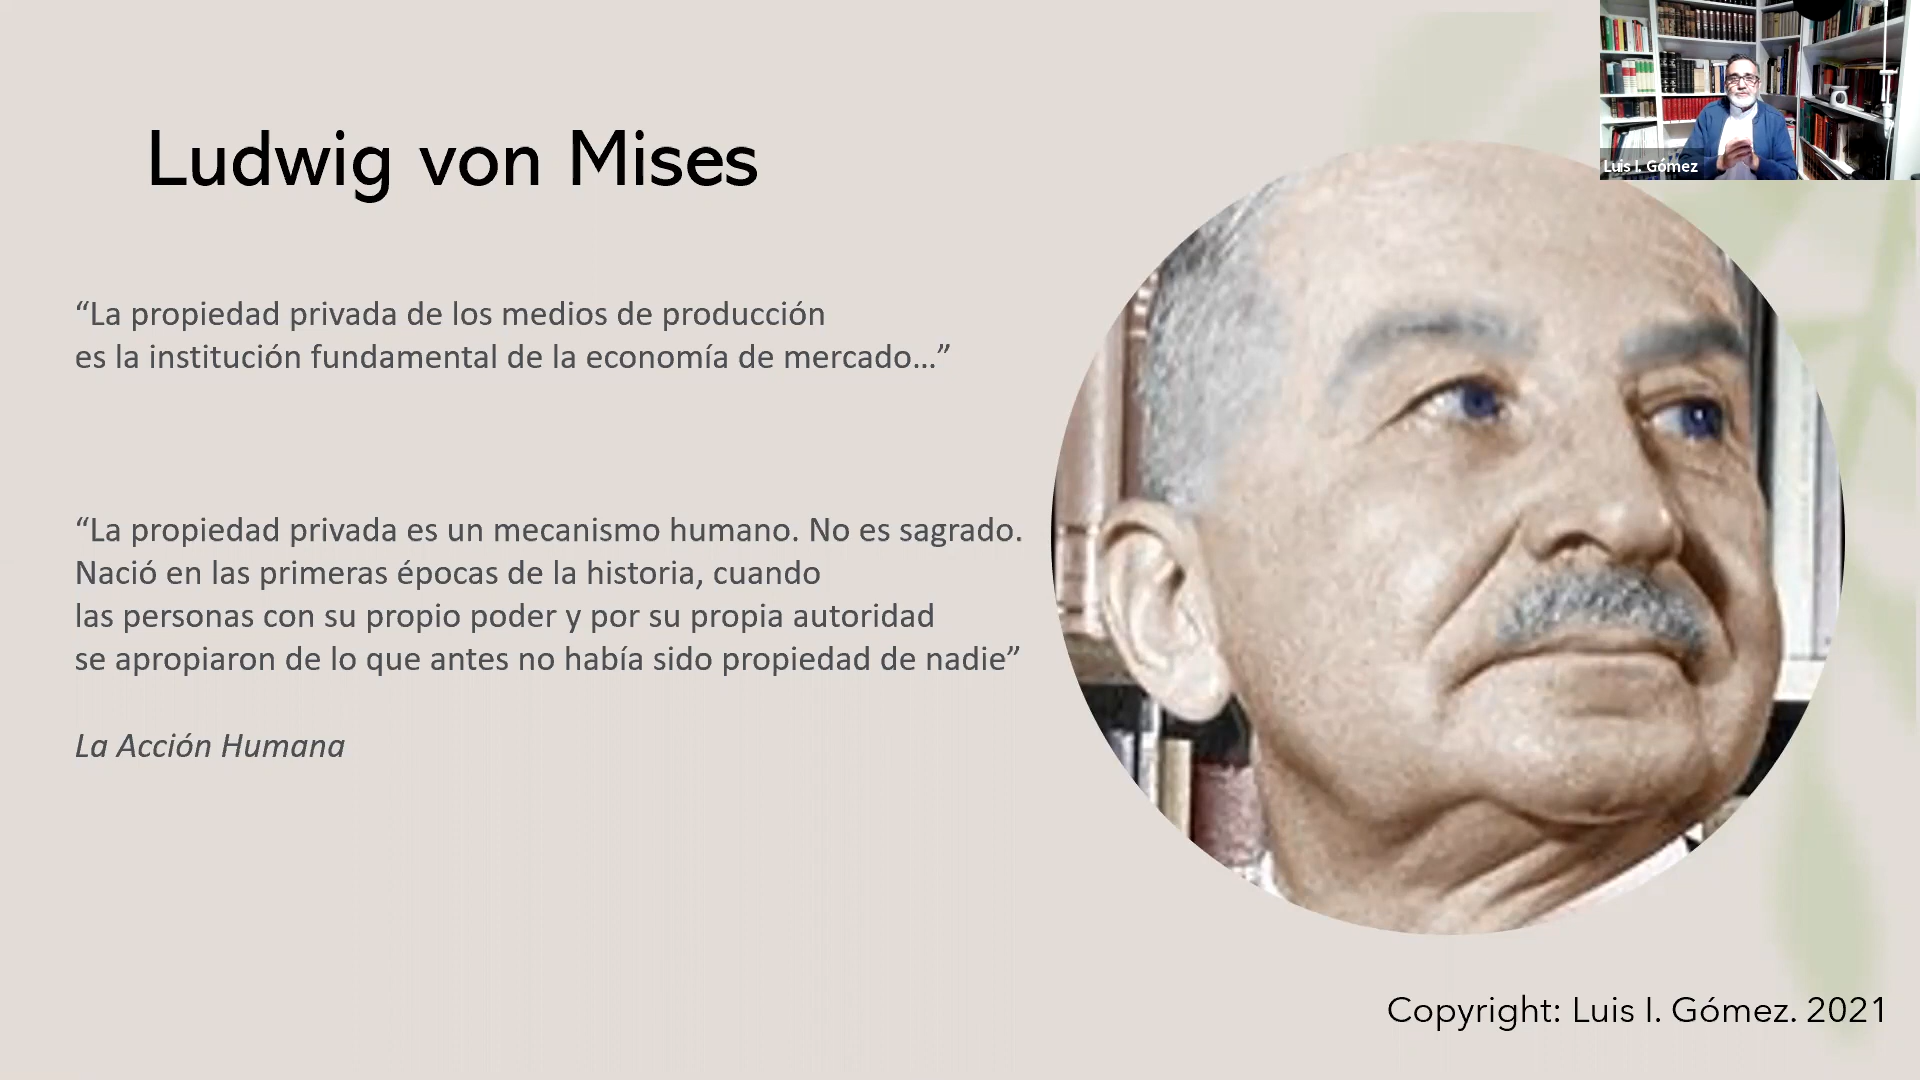 Luis I. Gómez
Ludwig von Mises
“La propiedad privada de los medios de producción
es la institución fundamental de la economía de mercado...”
“La propiedad privada es un mecanismo humano. No es sagrado.
Nació en las primeras épocas de la historia, cuando
las personas con su propio poder y por su propia autoridad
se apropiaron de lo que antes no había sido propiedad de nadie”
La Acción Humana
Copyright: Luis I. Gómez. 2021